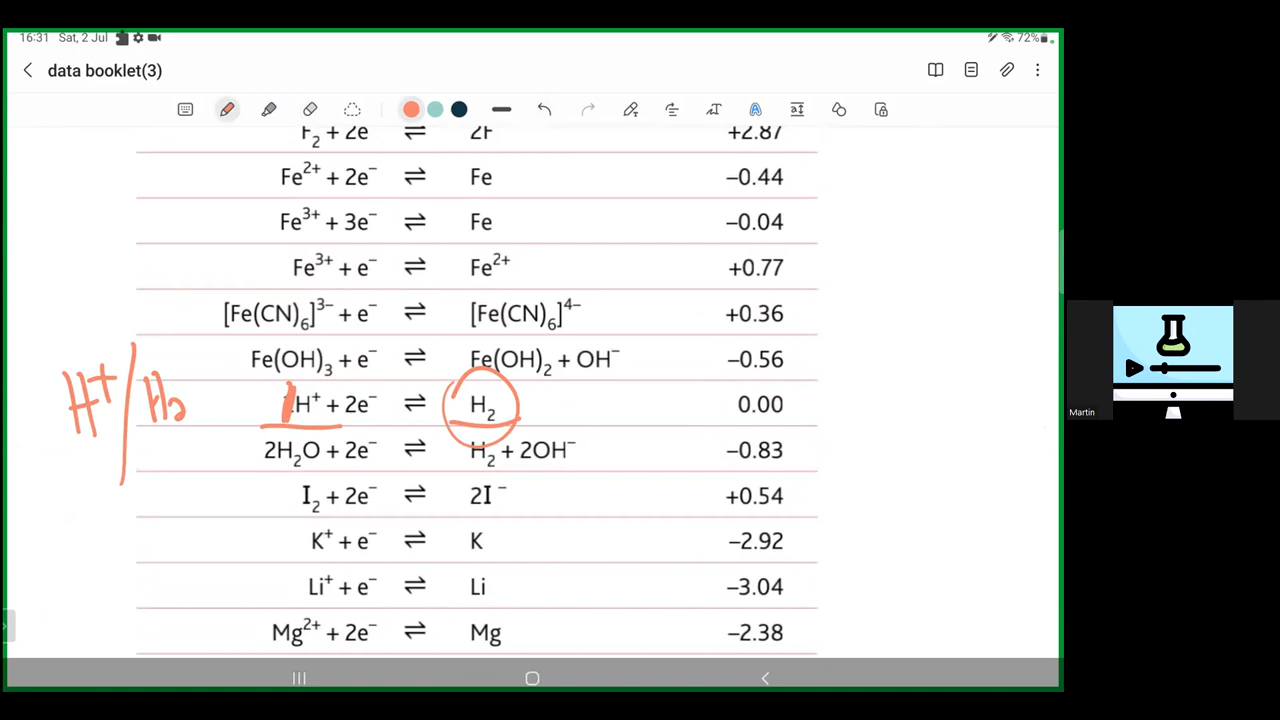 16:31 Sat, 2 Jul 72%
data booklet(3)
F₂ + 2e ⇌ 2F +2.87
Fe²⁺ + 2e⁻ ⇌ Fe –0.44
Fe³⁺ + 3e⁻ ⇌ Fe –0.04
Fe³⁺ + e⁻ ⇌ Fe²⁺ +0.77
[Fe(CN)₆]³⁻ + e⁻ ⇌ [Fe(CN)₆]⁴⁻ +0.36
Fe(OH)₃ + e⁻ ⇌ Fe(OH)₂ + OH⁻ –0.56
H⁺/H₂ H⁺ + 2e⁻ ⇌ H₂ 0.00
2H₂O + 2e⁻ ⇌ H₂ + 2OH⁻ –0.83
I₂ + 2e⁻ ⇌ 2I⁻ +0.54
K⁺ + e⁻ ⇌ K –2.92
Li⁺ + e⁻ ⇌ Li –3.04
Mg²⁺ + 2e⁻ ⇌ Mg –2.38
Martin